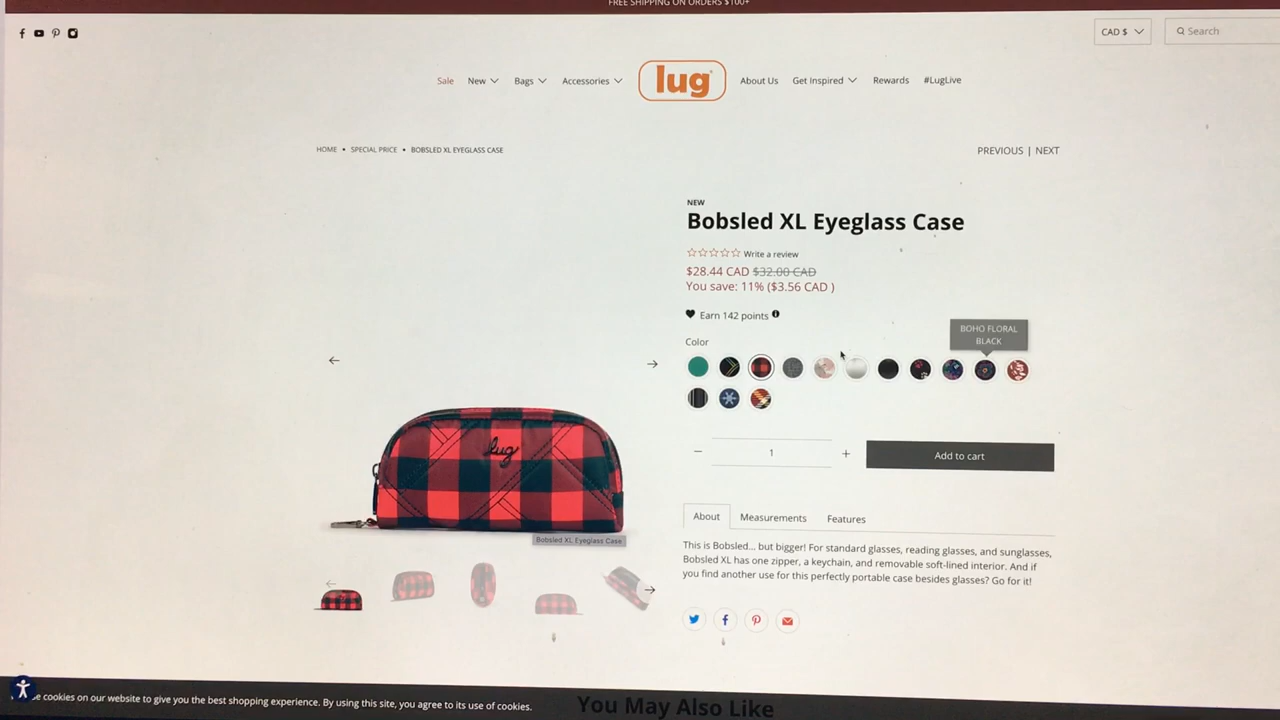 FREE SHIPPING ON ORDERS $100+
CAD $
Search
Sale New Bags Accessories lug About Us Get Inspired Rewards #LugLive
HOME • SPECIAL PRICE • BOBSLED XL EYEGLASS CASE
PREVIOUS | NEXT
NEW
Bobsled XL Eyeglass Case
Write a review
$28.44 CAD $32.00 CAD
You save: 11% ($3.56 CAD )
Earn 142 points
BOHO FLORAL
BLACK
Color
lug
− 1 +
Add to cart
Bobsled XL Eyeglass Case
About Measurements Features
This is Bobsled... but bigger! For standard glasses, reading glasses, and sunglasses,
Bobsled XL has one zipper, a keychain, and removable soft-lined interior. And if
you find another use for this perfectly portable case besides glasses? Go for it!
cookies on our website to give you the best shopping experience. By using this site, you agree to its use of cookies.
You May Also Like